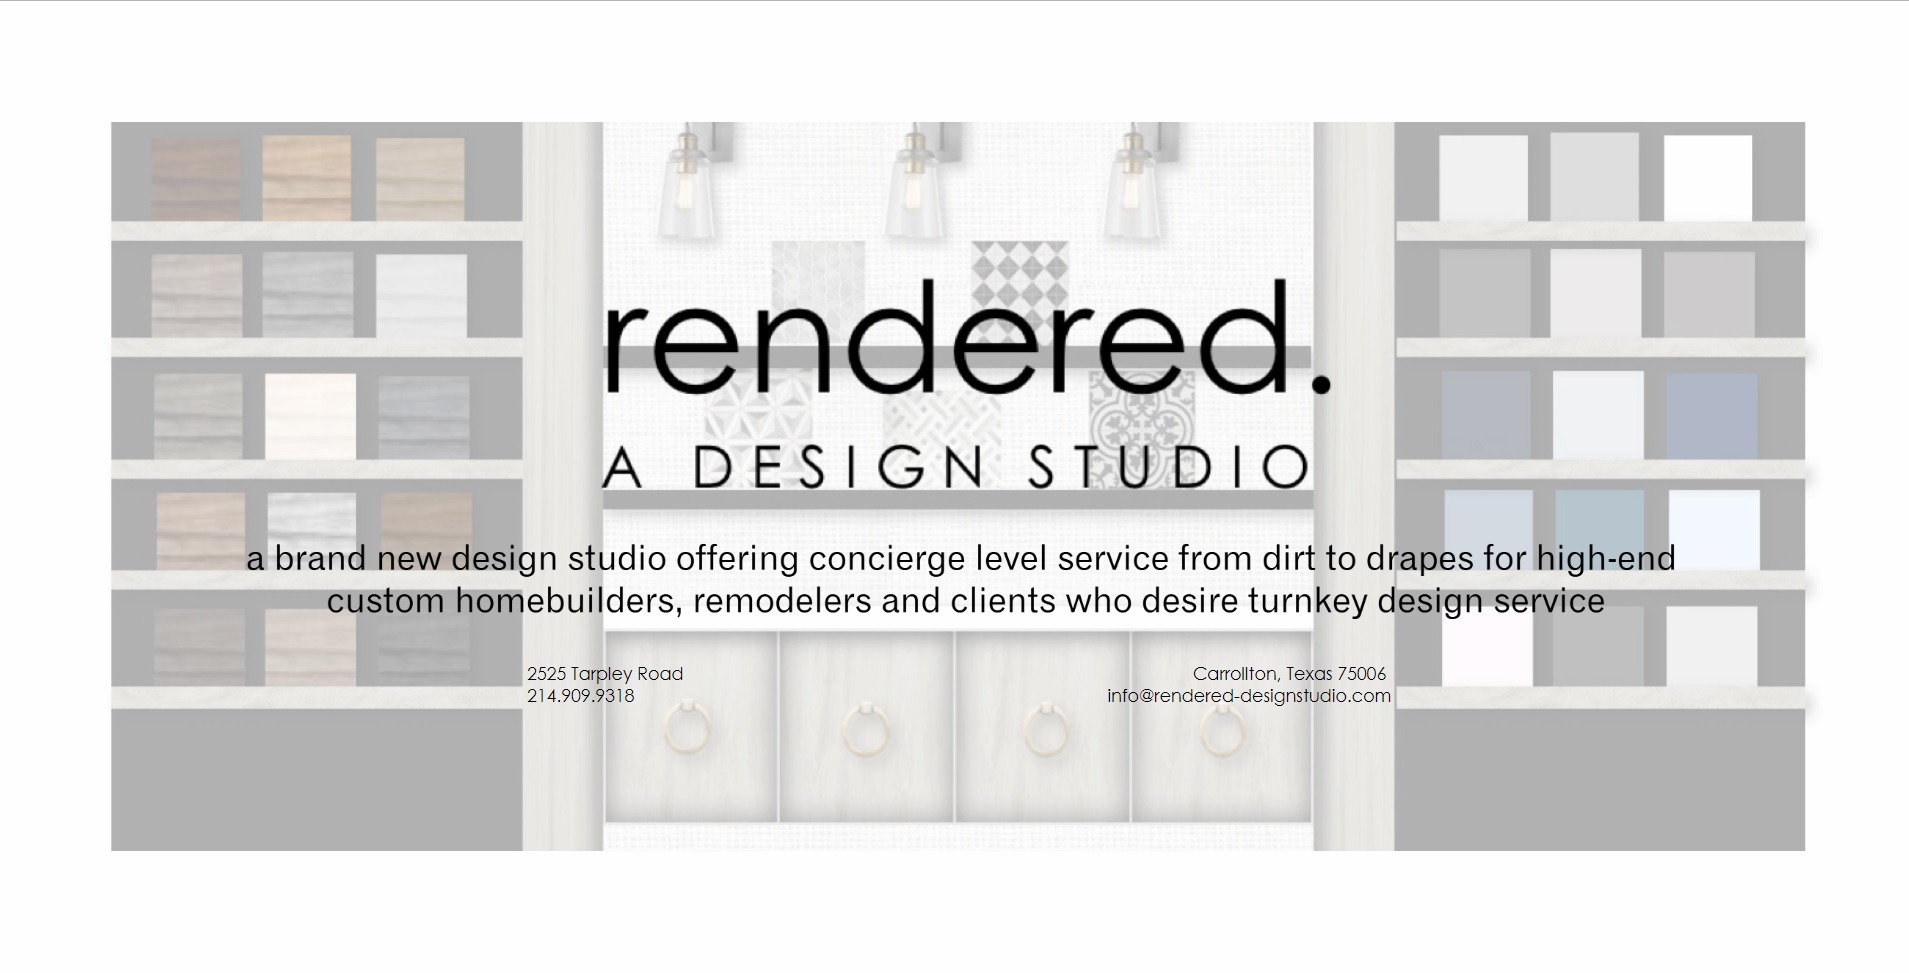 rendered.
A DESIGN STUDIO
a brand new design studio offering concierge level service from dirt to drapes for high-end
custom homebuilders, remodelers and clients who desire turnkey design service
2525 Tarpley Road
214.909.9318
Carrollton, Texas 75006
info@rendered-designstudio.com